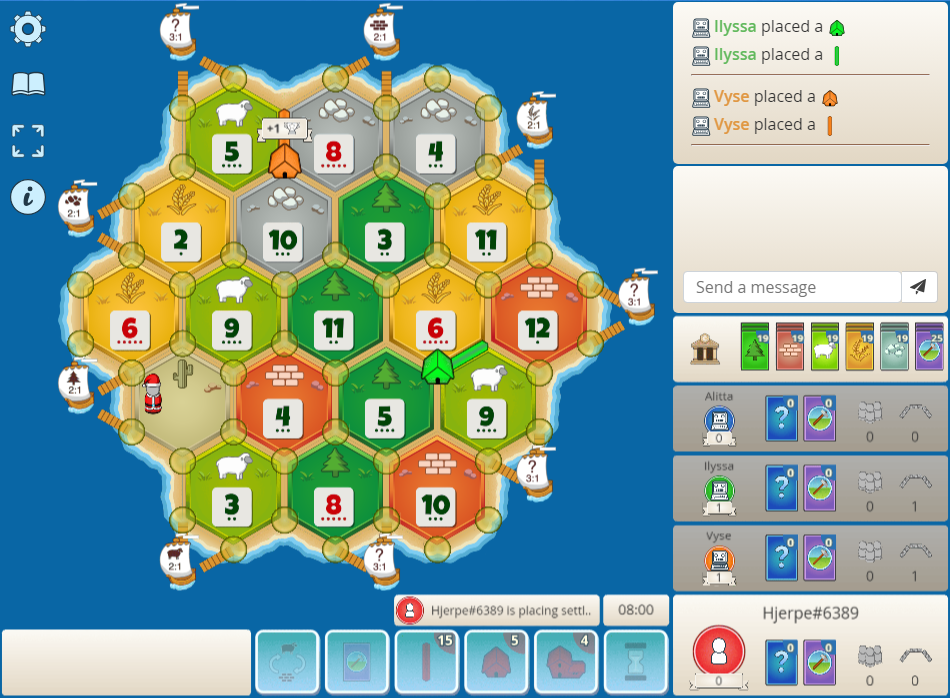 ?
3:1
2:1
2:1
+1
5
8
4
2:1
2
10
3
11
6
9
11
6
12
?
3:1
2:1
4
5
9
?
3:1
3
8
10
2:1
?
3:1
Ilyssa placed a
Ilyssa placed a
Vyse placed a
Vyse placed a
Send a message
19 19 19 19 19 25
Alitta
0 ? 0 0 0 0
Ilyssa
1 ? 0 0 0 1
Vyse
1 ? 0 0 0 1
Hjerpe#6389 is placing settl.. 08:00
Hjerpe#6389
0 ? 0 0 0 0
15 5 4
i